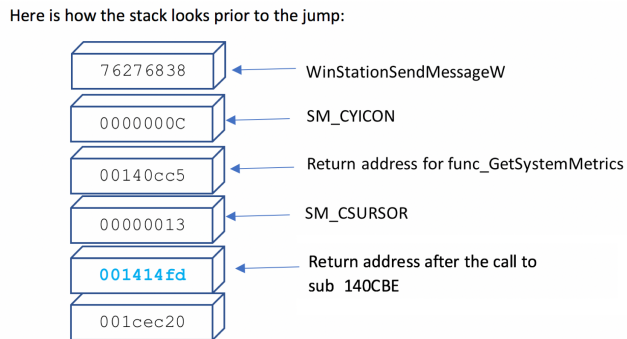 Here is how the stack looks prior to the jump:
76276838
WinStationSendMessageW
0000000C
SM_CYICON
00140cc5
Return address for func_GetSystemMetrics
00000013
SM_CSURSOR
001414fd
Return address after the call to
sub 140CBE
001cec20